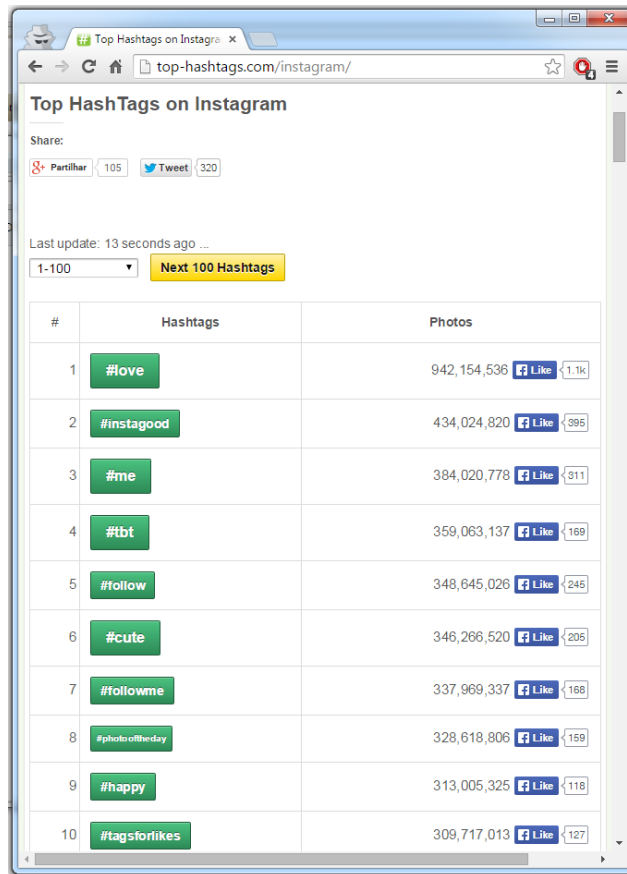 Top Hashtags on Instagra
top-hashtags.com/instagram/
4
Top HashTags on Instagram
Share:
Partilhar 105 Tweet 320
Last update: 13 seconds ago ...
1-100 Next 100 Hashtags
# Hashtags Photos
1 #love 942,154,536 Like 1.1k
2 #instagood 434,024,820 Like 395
3 #me 384,020,778 Like 311
4 #tbt 359,063,137 Like 169
5 #follow 348,645,026 Like 245
6 #cute 346,266,520 Like 205
7 #followme 337,969,337 Like 168
8 #photooftheday 328,618,806 Like 159
9 #happy 313,005,325 Like 118
10 #tagsforlikes 309,717,013 Like 127